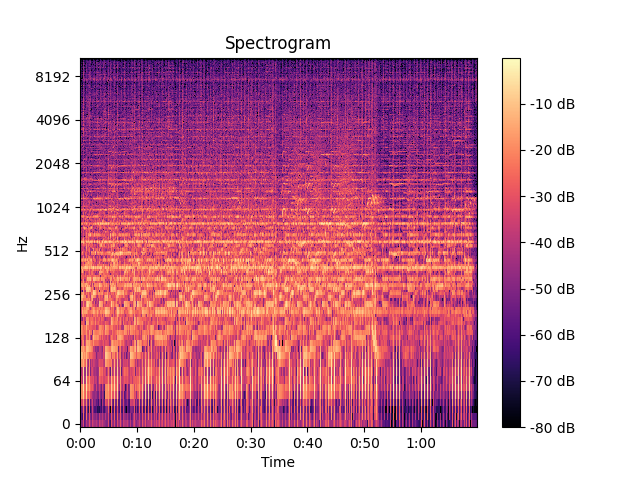 Spectrogram
8192
4096
2048
1024
512
256
128
64
0
Hz
0:00 0:10 0:20 0:30 0:40 0:50 1:00
Time
-10 dB
-20 dB
-30 dB
-40 dB
-50 dB
-60 dB
-70 dB
-80 dB